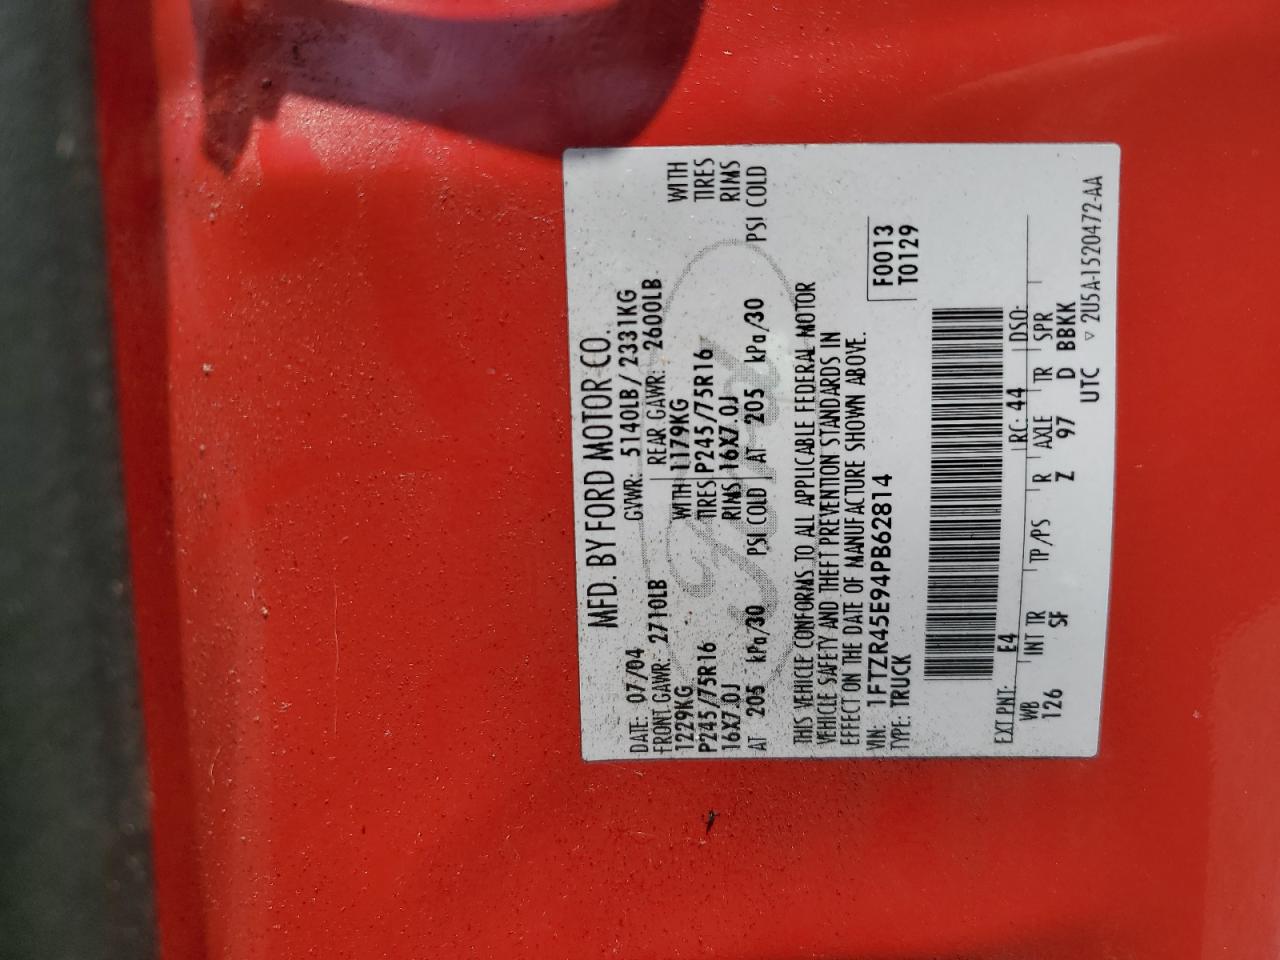 MFD. BY FORD MOTOR CO.
DATE: 07/04 GVWR: 5140LB/ 2331KG
FRONT GAWR: 2710LB REAR GAWR: 2600LB
1229KG WITH 1179KG WITH
P245/75R16 TIRES P245/75R16 TIRES
16X7.0J RIMS 16X7.0J RIMS
AT 205 kPa/30 PSI COLD AT 205 kPa/30 PSI COLD
THIS VEHICLE CONFORMS TO ALL APPLICABLE FEDERAL MOTOR
VEHICLE SAFETY AND THEFT PREVENTION STANDARDS IN
EFFECT ON THE DATE OF MANUFACTURE SHOWN ABOVE.
VIN: 1FTZR45E94PB62814 F0013
TYPE: TRUCK T0129
EXT PNT: E4 RC: 44 DSO:
WB INT TR TP/PS R AXLE TR SPR
126 SF Z 97 D BBKK
UTC ▽ 2U5A-1520472-AA
Ford